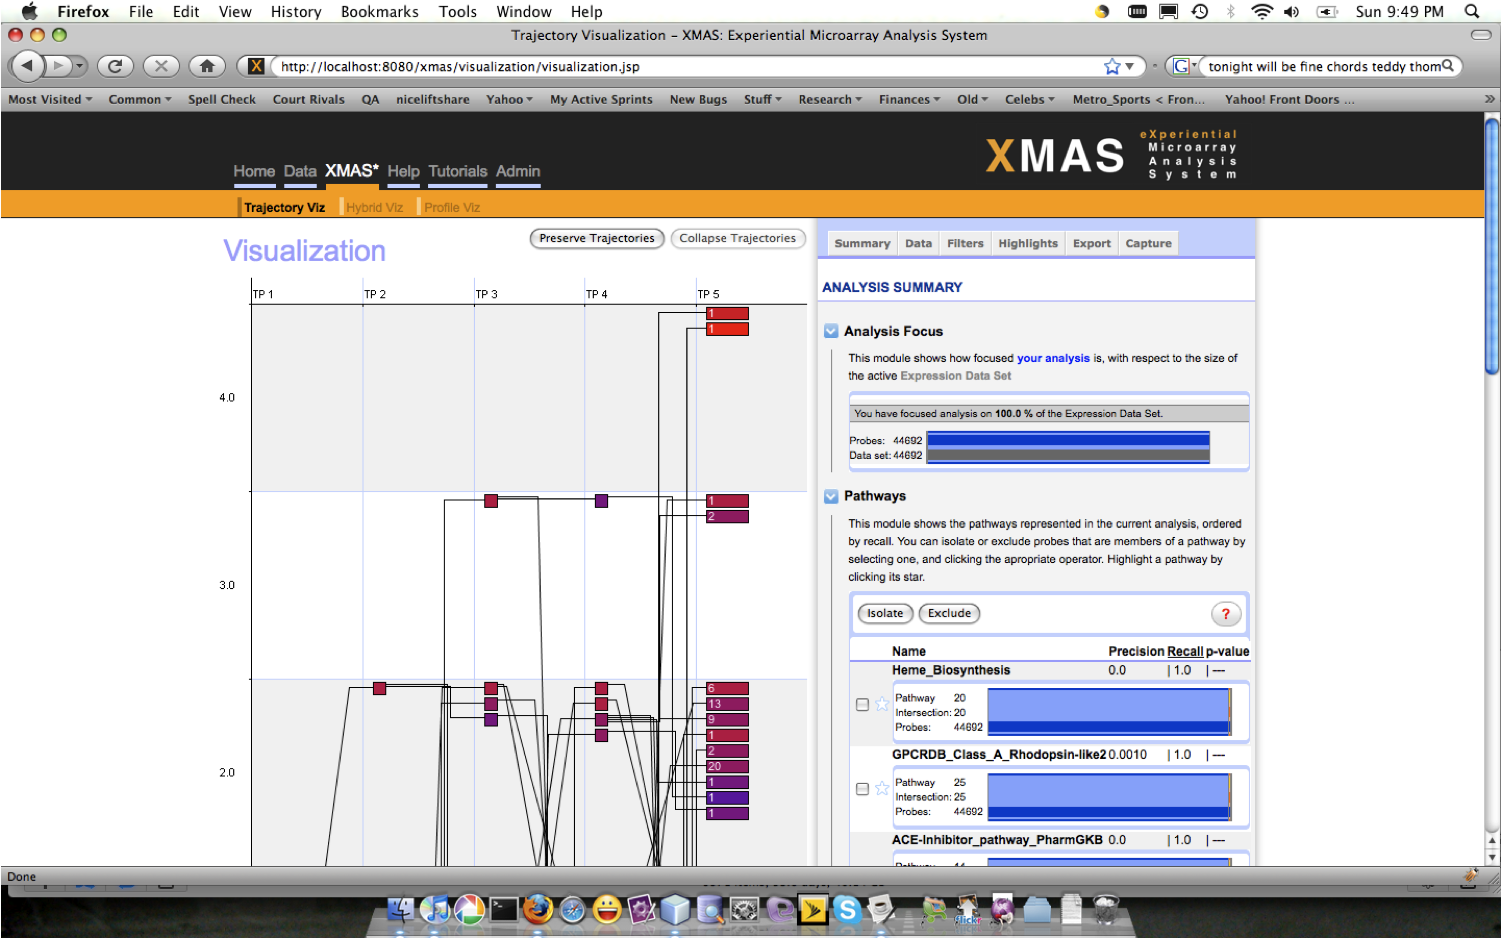 Firefox File Edit View History Bookmarks Tools Window Help Sun 9:49 PM
Trajectory Visualization – XMAS: Experiential Microarray Analysis System
http://localhost:8080/xmas/visualization/visualization.jsp
tonight will be fine chords teddy thom
Most Visited Common Spell Check Court Rivals QA niceliftshare Yahoo My Active Sprints New Bugs Stuff Research Finances Old Celebs Metro_Sports < Fron... Yahoo! Front Doors ... »
Home Data XMAS* Help Tutorials Admin
XMAS
eXperiential
Microarray
Analysis
System
Trajectory Viz Hybrid Viz Profile Viz
Visualization
Preserve Trajectories Collapse Trajectories
TP 1 TP 2 TP 3 TP 4 TP 5
1
1
4.0
1
2
3.0
6
13
9
1
2
20
1
1
1
2.0
Summary Data Filters Highlights Export Capture
ANALYSIS SUMMARY
Analysis Focus
This module shows how focused your analysis is, with respect to the size of
the active Expression Data Set
You have focused analysis on 100.0 % of the Expression Data Set.
Probes: 44692
Data set: 44692
Pathways
This module shows the pathways represented in the current analysis, ordered
by recall. You can isolate or exclude probes that are members of a pathway by
selecting one, and clicking the apropriate operator. Highlight a pathway by
clicking its star.
Isolate Exclude ?
Name Precision Recall p-value
Heme_Biosynthesis 0.0 | 1.0 | ---
Pathway 20
Intersection: 20
Probes: 44692
GPCRDB_Class_A_Rhodopsin-like2 0.0010 | 1.0 | ---
Pathway 25
Intersection: 25
Probes: 44692
ACE-Inhibitor_pathway_PharmGKB 0.0 | 1.0 | ---
Done
flickr